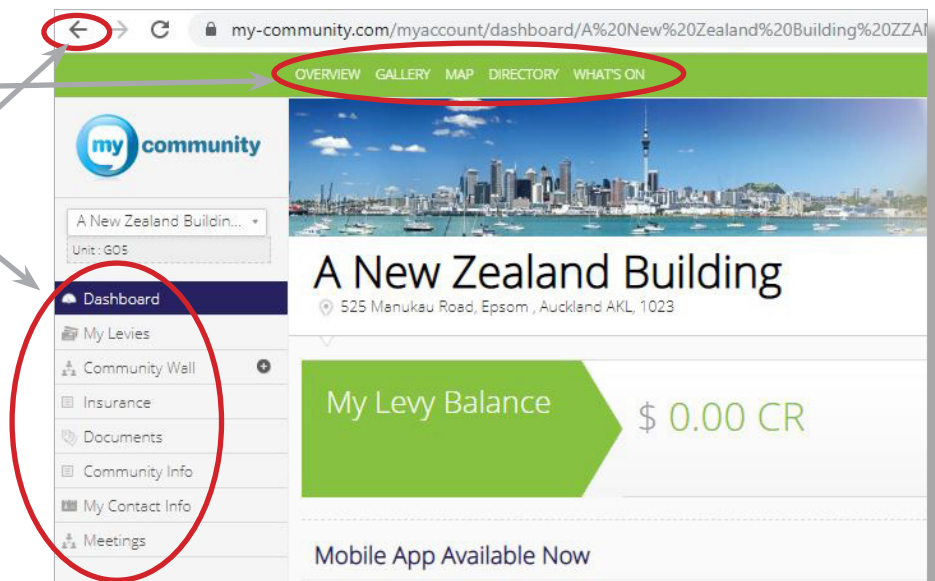 my-community.com/myaccount/dashboard/A%20New%20Zealand%20Building%20ZZA
OVERVIEW GALLERY MAP DIRECTORY WHAT'S ON
my community
A New Zealand Buildin...
Unit : G05
A New Zealand Building
525 Manukau Road, Epsom , Auckland AKL, 1023
Dashboard
My Levies
Community Wall
Insurance
Documents
Community Info
My Contact Info
Meetings
My Levy Balance
$ 0.00 CR
Mobile App Available Now